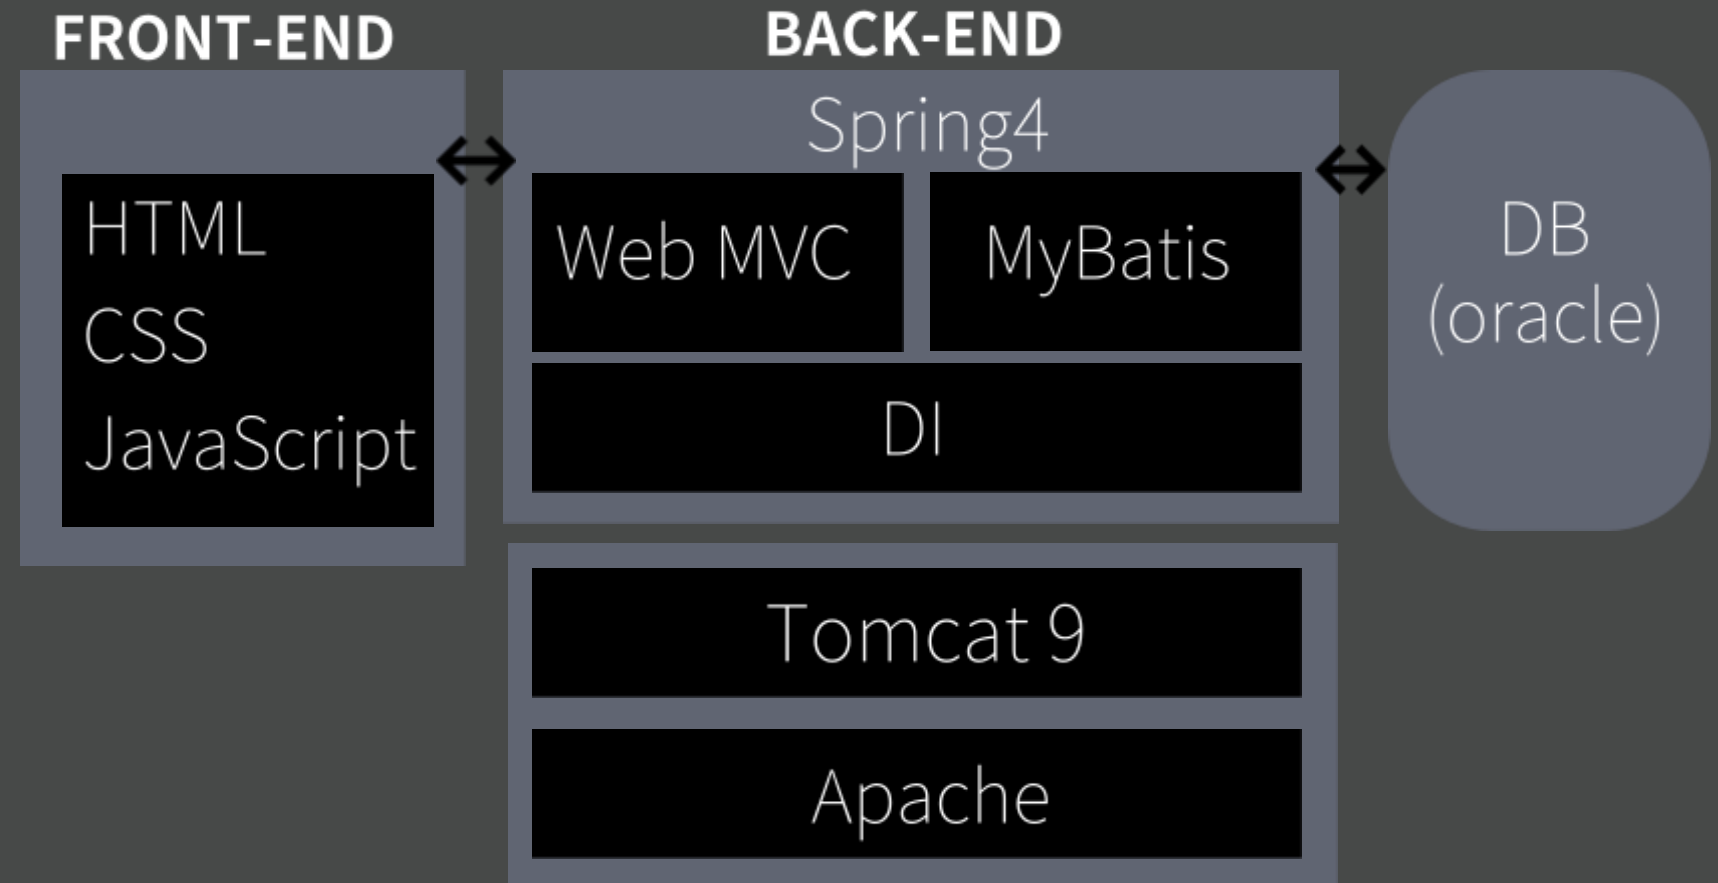 FRONT-END
HTML
CSS
JavaScript
BACK-END
Spring4
Web MVC
MyBatis
DI
Tomcat 9
Apache
DB
(oracle)